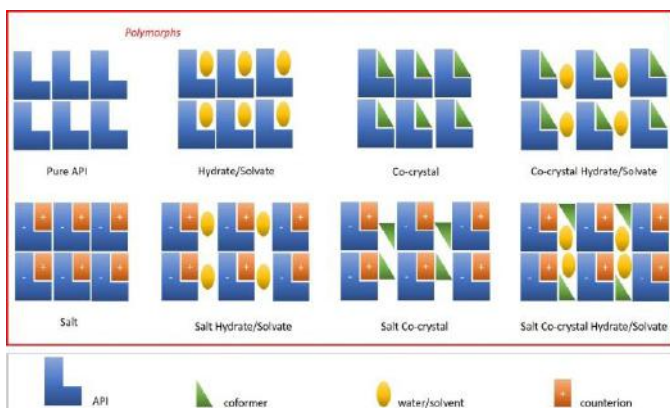 Polymorphs
Pure API
Hydrate/Solvate
Co-crystal
Co-crystal Hydrate/Solvate
- + - + - +
- + - + - +
- + - + - +
- + - + - +
- + - + - +
- + - + - +
- + - + - +
- + - + - +
Salt
Salt Hydrate/Solvate
Salt Co-crystal
Salt Co-crystal Hydrate/Solvate
API
coformer
water/solvent
+
counterion